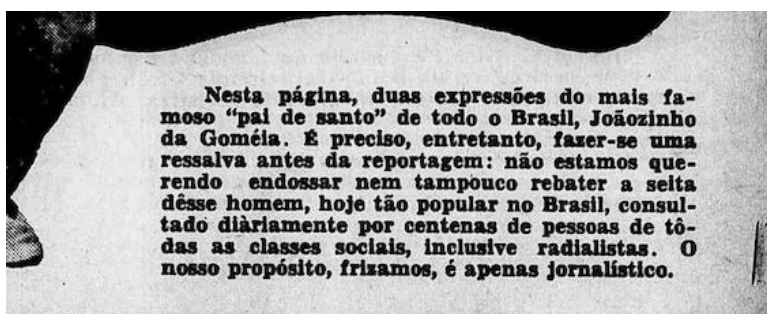 Nesta página, duas expressões do mais fa-
moso "pai de santo" de todo o Brasil, Joãozinho
da Goméia. É preciso, entretanto, fazer-se uma
ressalva antes da reportagem: não estamos que-
rendo endossar nem tampouco rebater a seita
dêsse homem, hoje tão popular no Brasil, consul-
tado diàriamente por centenas de pessoas de tô-
das as classes sociais, inclusive radialistas. O
nosso propósito, frizamos, é apenas jornalístico.